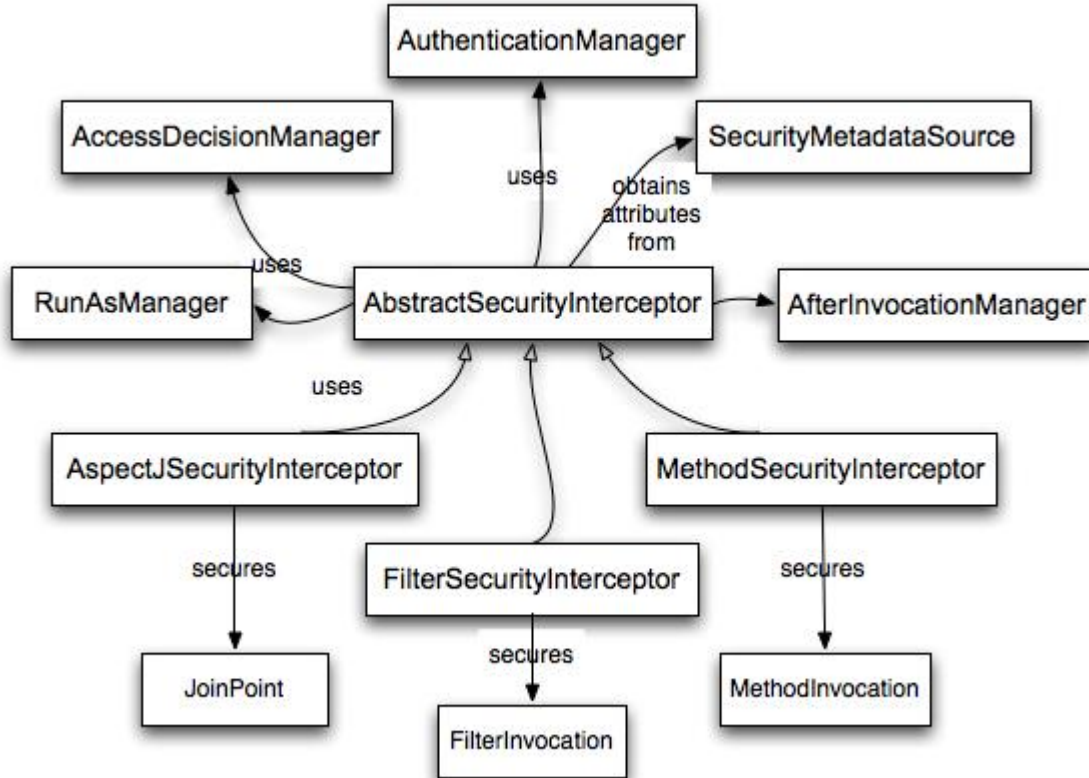 AuthenticationManager
AccessDecisionManager
SecurityMetadataSource
uses
obtains
attributes
from
uses
RunAsManager
AbstractSecurityInterceptor
AfterInvocationManager
uses
AspectJSecurityInterceptor
MethodSecurityInterceptor
secures
FilterSecurityInterceptor
secures
secures
JoinPoint
MethodInvocation
FilterInvocation